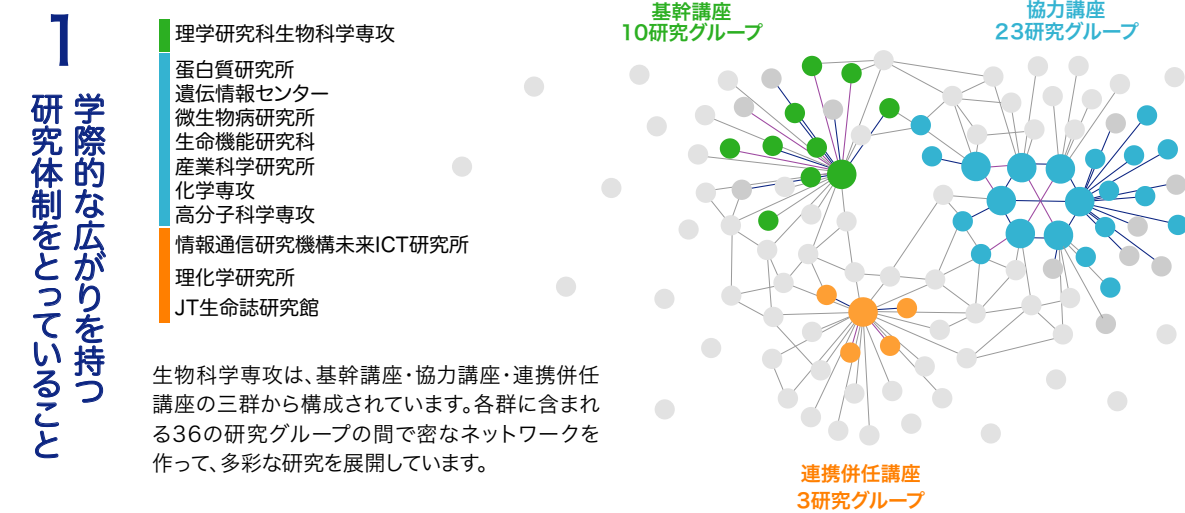 1
学際的な広がりを持つ
研究体制をとっていること
理学研究科生物科学専攻
蛋白質研究所
遺伝情報センター
微生物病研究所
生命機能研究科
産業科学研究所
化学専攻
高分子科学専攻
情報通信研究機構未来ICT研究所
理化学研究所
JT生命誌研究館
生物科学専攻は、基幹講座・協力講座・連携併任
講座の三群から構成されています。各群に含まれ
る36の研究グループの間で密なネットワークを
作って、多彩な研究を展開しています。
基幹講座
10研究グループ
協力講座
23研究グループ
連携併任講座
3研究グループ